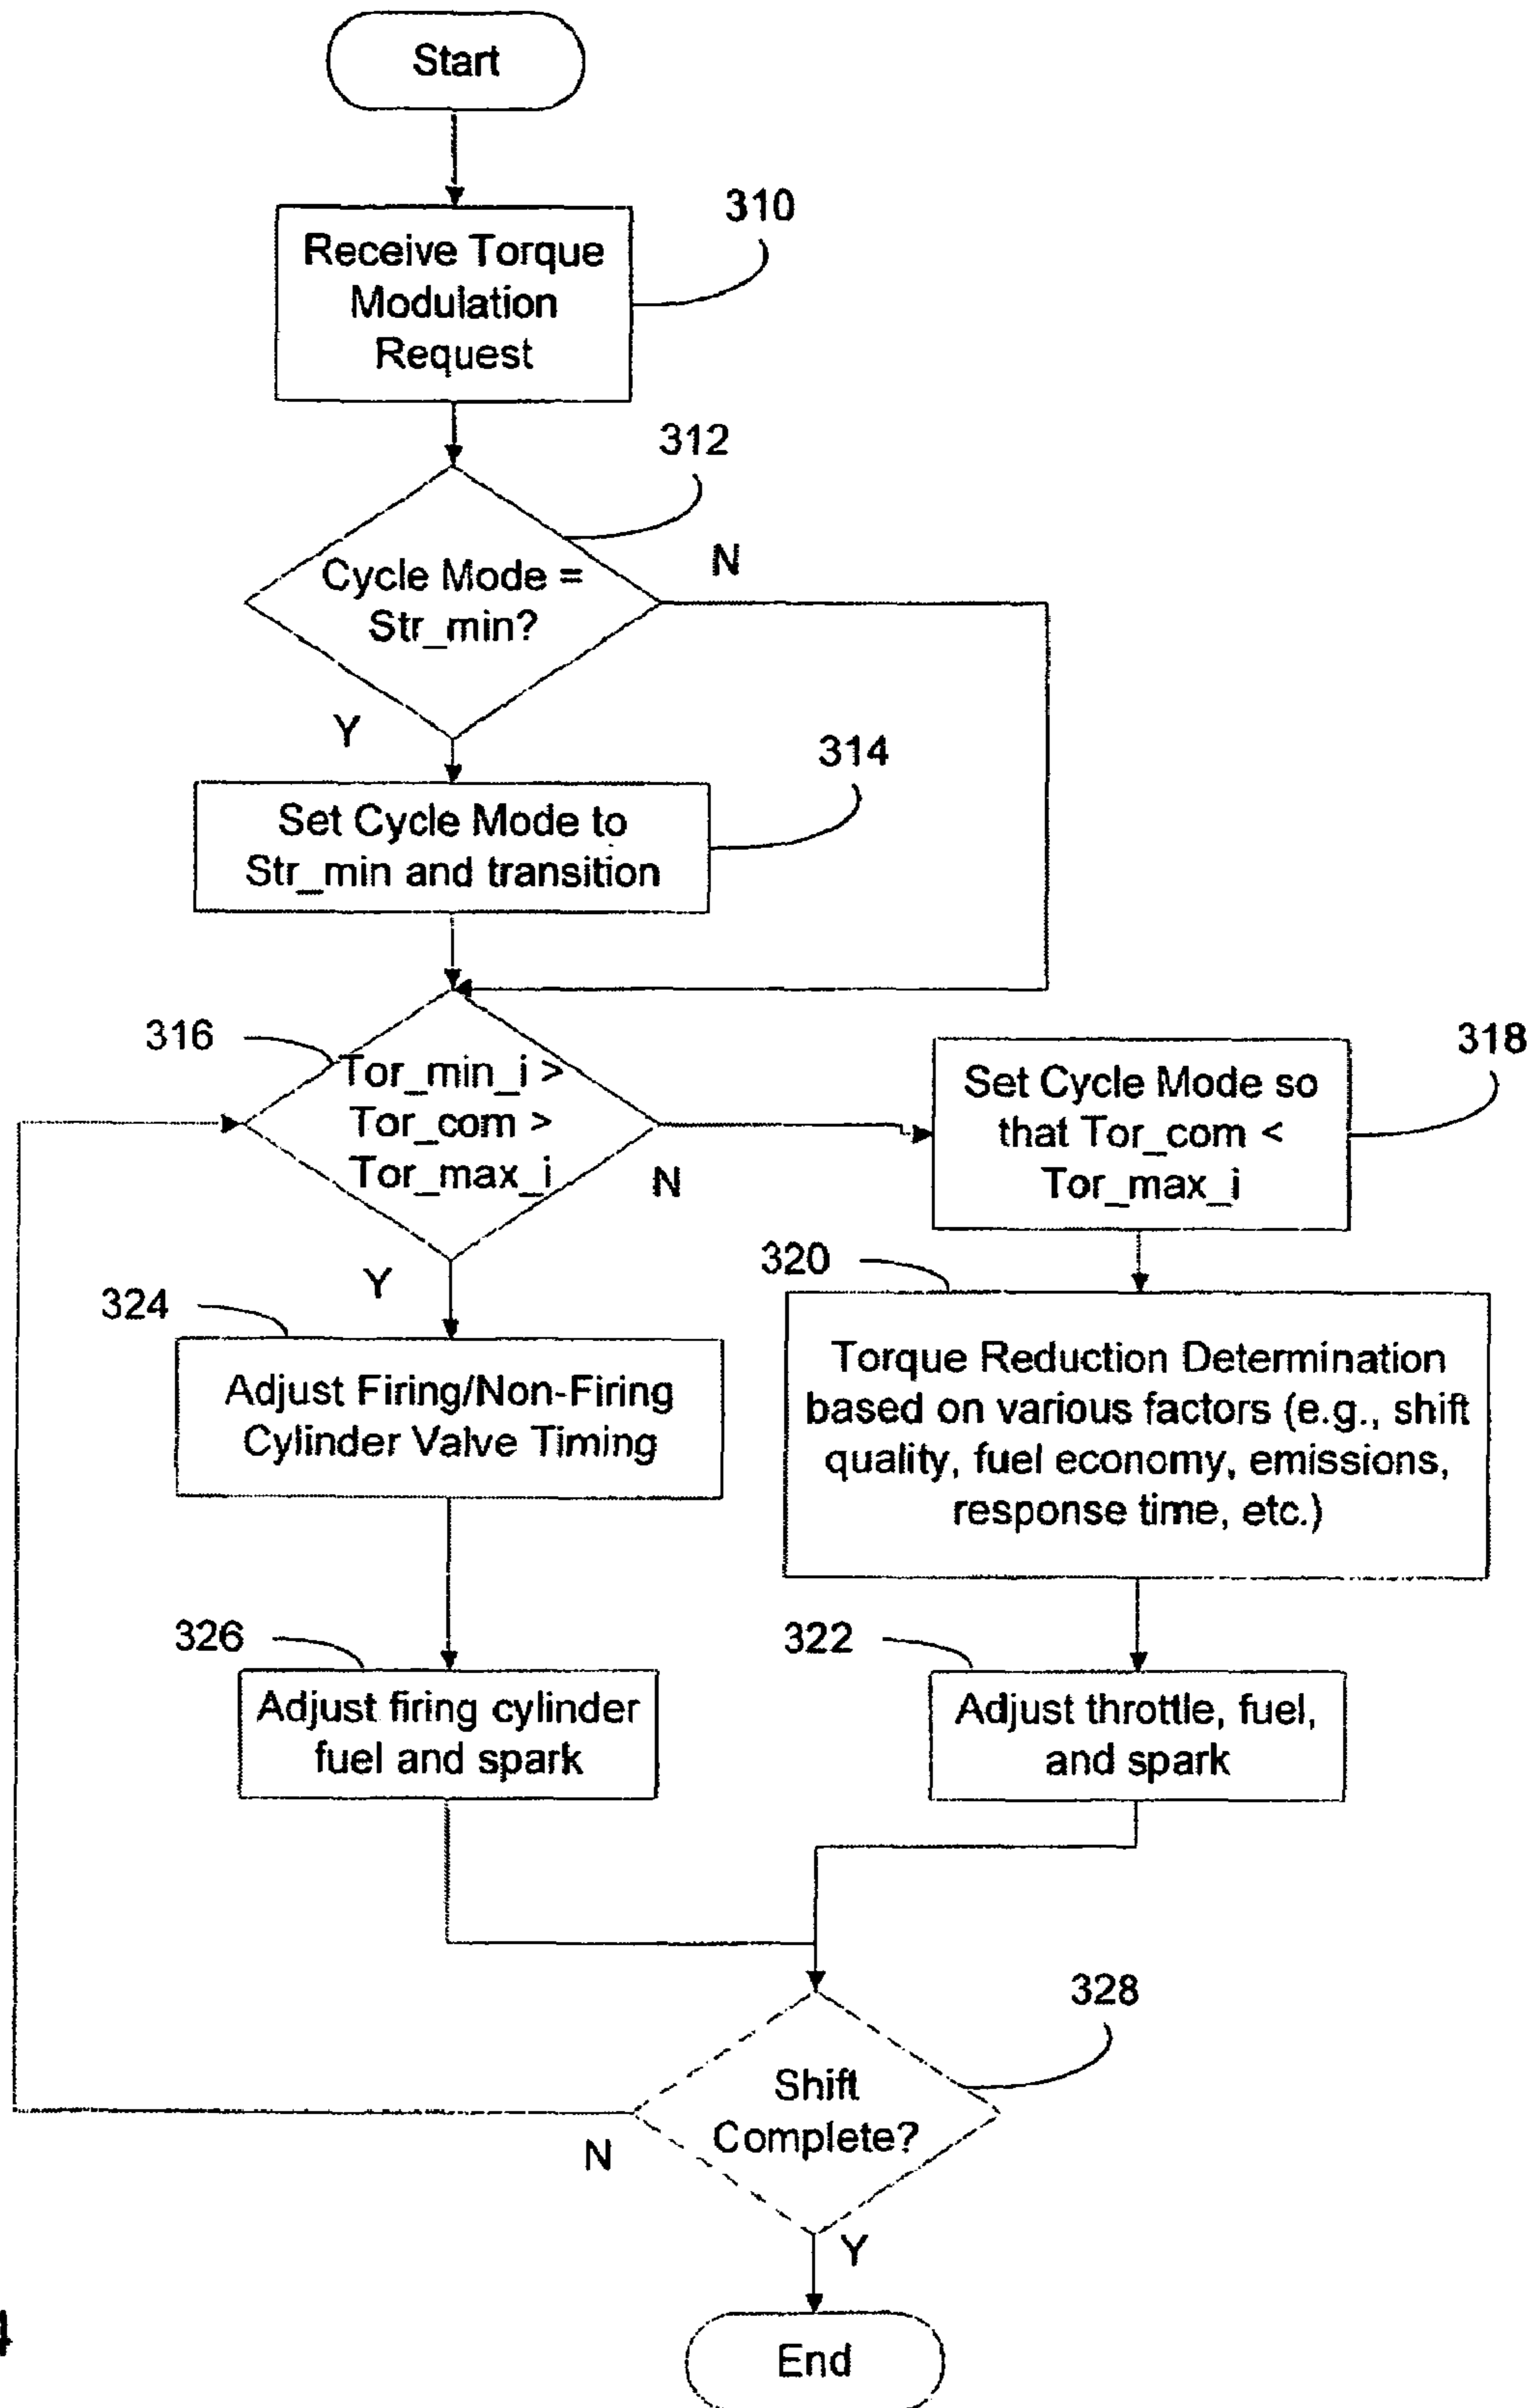 Start
310
Receive Torque
Modulation
Request
312
Cycle Mode =
Str_min?
N
Y
314
Set Cycle Mode to
Str_min and transition
316
Tor_min_i >
Tor_com >
Tor_max_i
N
Y
318
Set Cycle Mode so
that Tor_com <
Tor_max_i
320
Torque Reduction Determination
based on various factors (e.g., shift
quality, fuel economy, emissions,
response time, etc.)
324
Adjust Firing/Non-Firing
Cylinder Valve Timing
326
Adjust firing cylinder
fuel and spark
322
Adjust throttle, fuel,
and spark
328
Shift
Complete?
N
Y
End
4